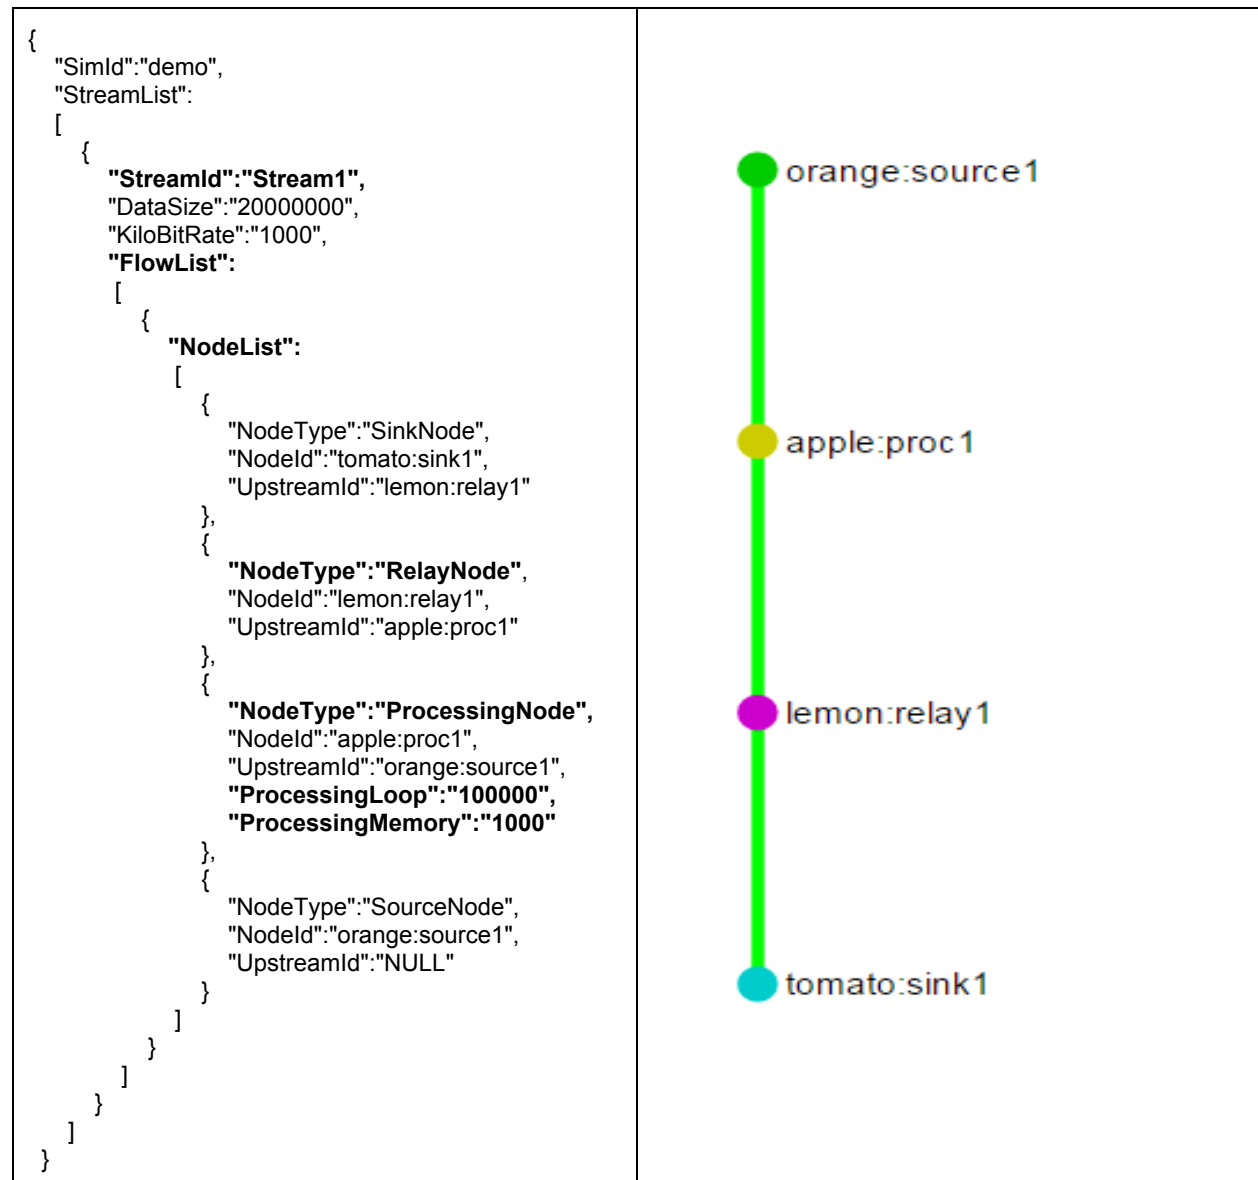 {
"SimId":"demo",
"StreamList":
[
{
"StreamId":"Stream1",
"DataSize":"20000000",
"KiloBitRate":"1000",
"FlowList":
[
{
"NodeList":
[
{
"NodeType":"SinkNode",
"NodeId":"tomato:sink1",
"UpstreamId":"lemon:relay1"
},
{
"NodeType":"RelayNode",
"NodeId":"lemon:relay1",
"UpstreamId":"apple:proc1"
},
{
"NodeType":"ProcessingNode",
"NodeId":"apple:proc1",
"UpstreamId":"orange:source1",
"ProcessingLoop":"100000",
"ProcessingMemory":"1000"
},
{
"NodeType":"SourceNode",
"NodeId":"orange:source1",
"UpstreamId":"NULL"
}
]
}
]
}
]
}
orange:source1
apple:proc1
lemon:relay1
tomato:sink1